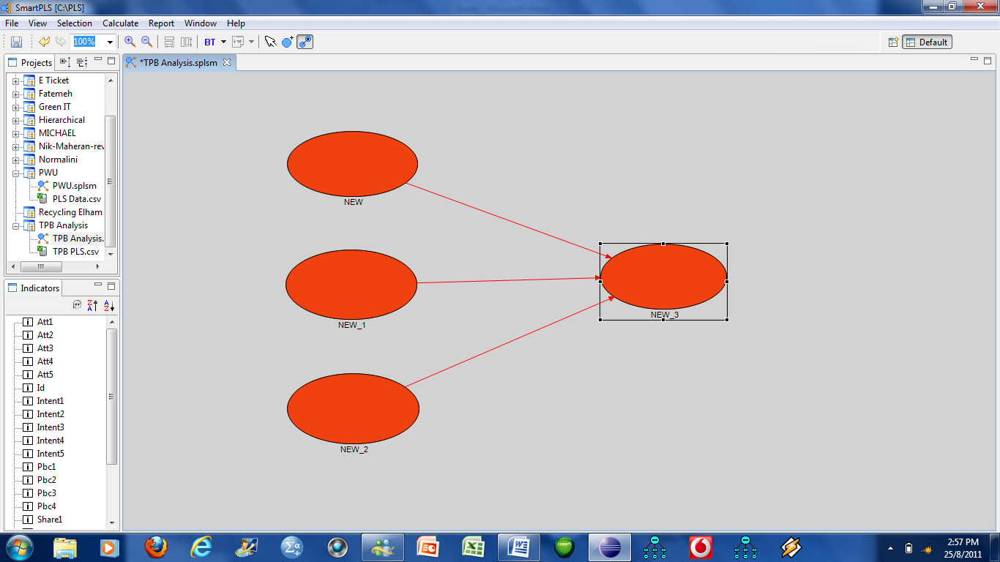 SmartPLS [C:\PLS]
File View Selection Calculate Report Window Help
100% BT Default
Projects
*TPB Analysis.splsm
E Ticket
Fatemeh
Green IT
Hierarchical
MICHAEL
Nik-Maheran-rev
Normalini
PWU
PWU.splsm
PLS Data.csv
Recycling Elham
TPB Analysis
TPB Analysis.
TPB PLS.csv
NEW
NEW_1
NEW_2
NEW_3
Indicators
Att1
Att2
Att3
Att4
Att5
Id
Intent1
Intent2
Intent3
Intent4
Intent5
Pbc1
Pbc2
Pbc3
Pbc4
Share1
2:57 PM
25/8/2011